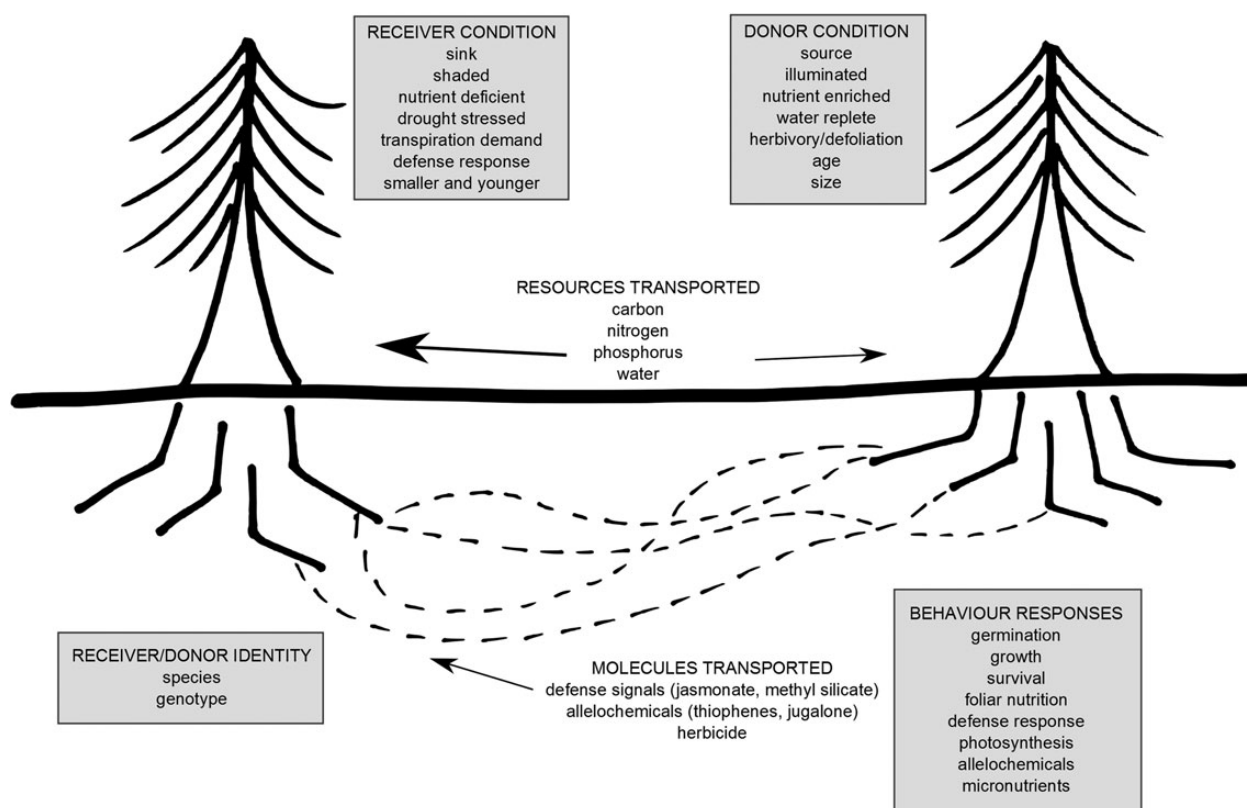 RECEIVER CONDITION
sink
shaded
nutrient deficient
drought stressed
transpiration demand
defense response
smaller and younger
DONOR CONDITION
source
illuminated
nutrient enriched
water replete
herbivory/defoliation
age
size
RESOURCES TRANSPORTED
carbon
nitrogen
phosphorus
water
RECEIVER/DONOR IDENTITY
species
genotype
MOLECULES TRANSPORTED
defense signals (jasmonate, methyl silicate)
allelochemicals (thiophenes, jugalone)
herbicide
BEHAVIOUR RESPONSES
germination
growth
survival
foliar nutrition
defense response
photosynthesis
allelochemicals
micronutrients